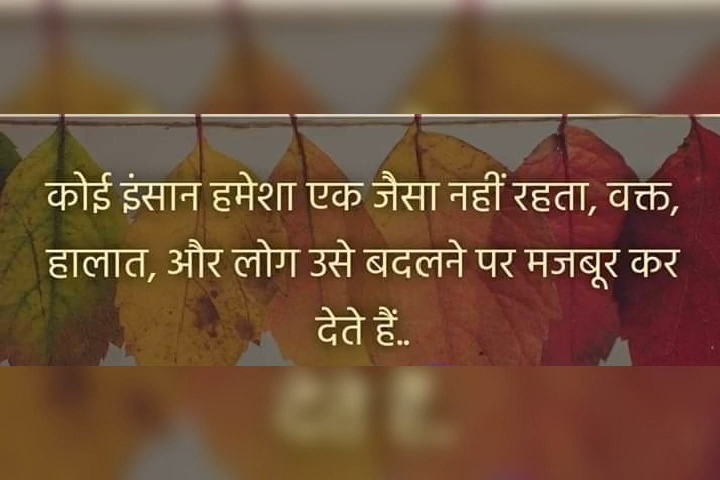 कोई इंसान हमेशा एक जैसा नहीं रहता, वक्त,
हालात, और लोग उसे बदलने पर मजबूर कर
देते हैं..